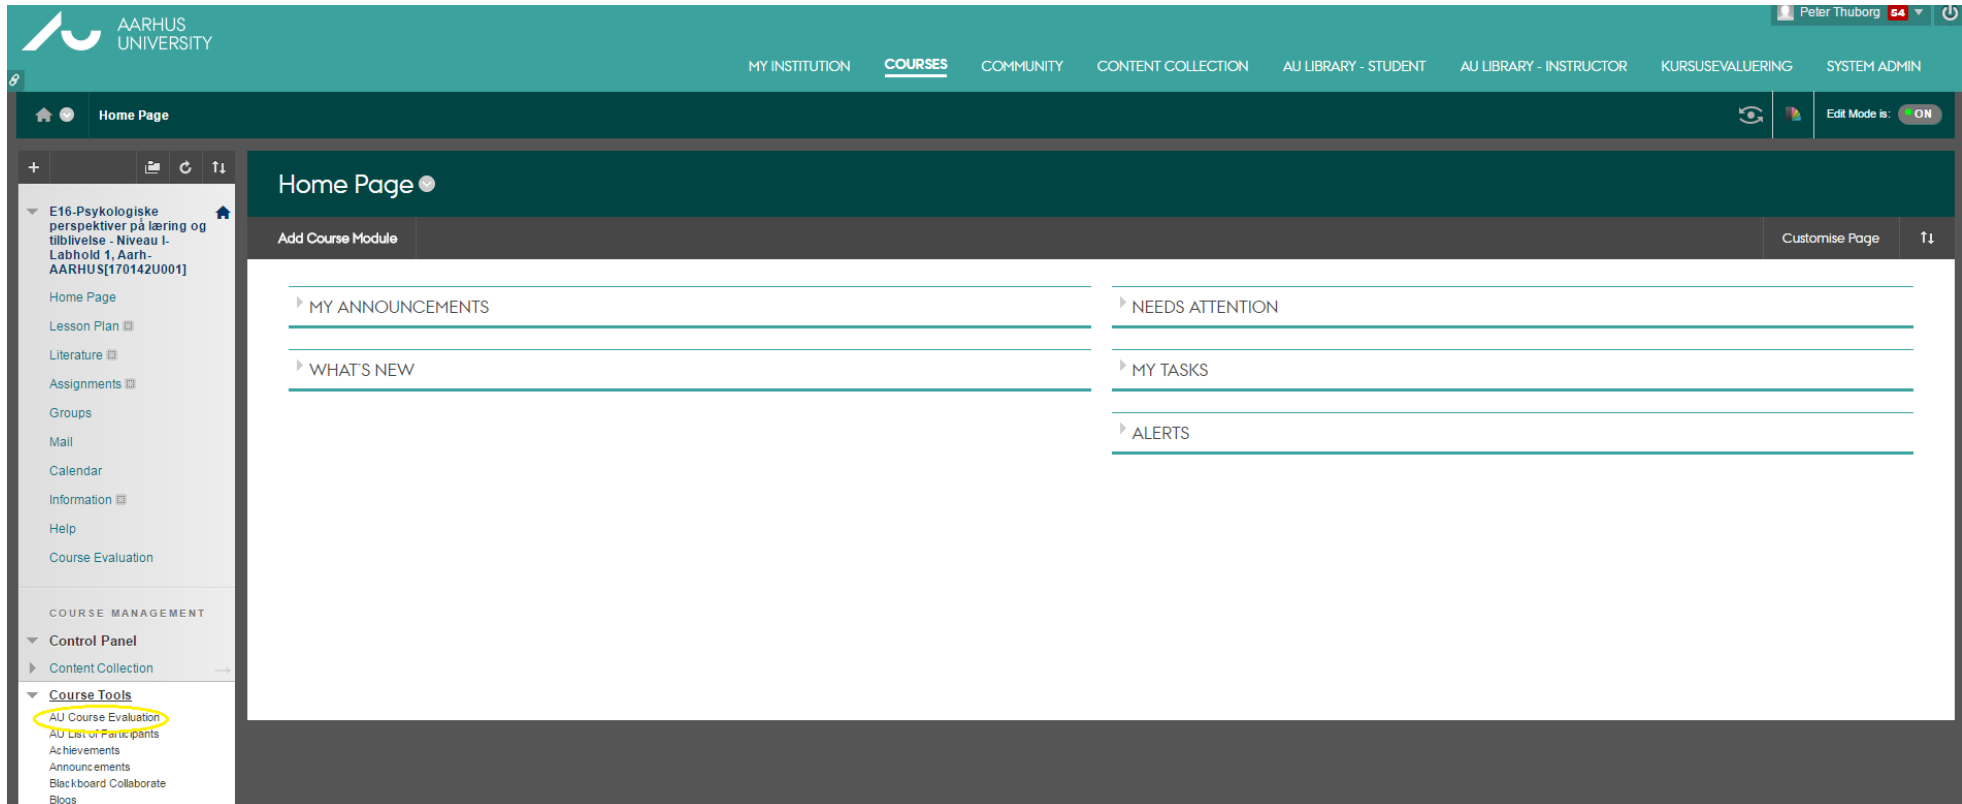 AARHUS
UNIVERSITY
Peter Thuborg 54
MY INSTITUTION COURSES COMMUNITY CONTENT COLLECTION AU LIBRARY - STUDENT AU LIBRARY - INSTRUCTOR KURSUSEVALUERING SYSTEM ADMIN
Home Page
Edit Mode is: ON
E16-Psykologiske
perspektiver på læring og
tilblivelse - Niveau I-
Labhold 1, Aarh-
AARHUS[170142U001]
Home Page
Lesson Plan
Literature
Assignments
Groups
Mail
Calendar
Information
Help
Course Evaluation
COURSE MANAGEMENT
Control Panel
Content Collection
Course Tools
AU Course Evaluation
AU List of Participants
Achievements
Announcements
Blackboard Collaborate
Blogs
Home Page
Add Course Module
Customise Page
MY ANNOUNCEMENTS
WHAT'S NEW
NEEDS ATTENTION
MY TASKS
ALERTS